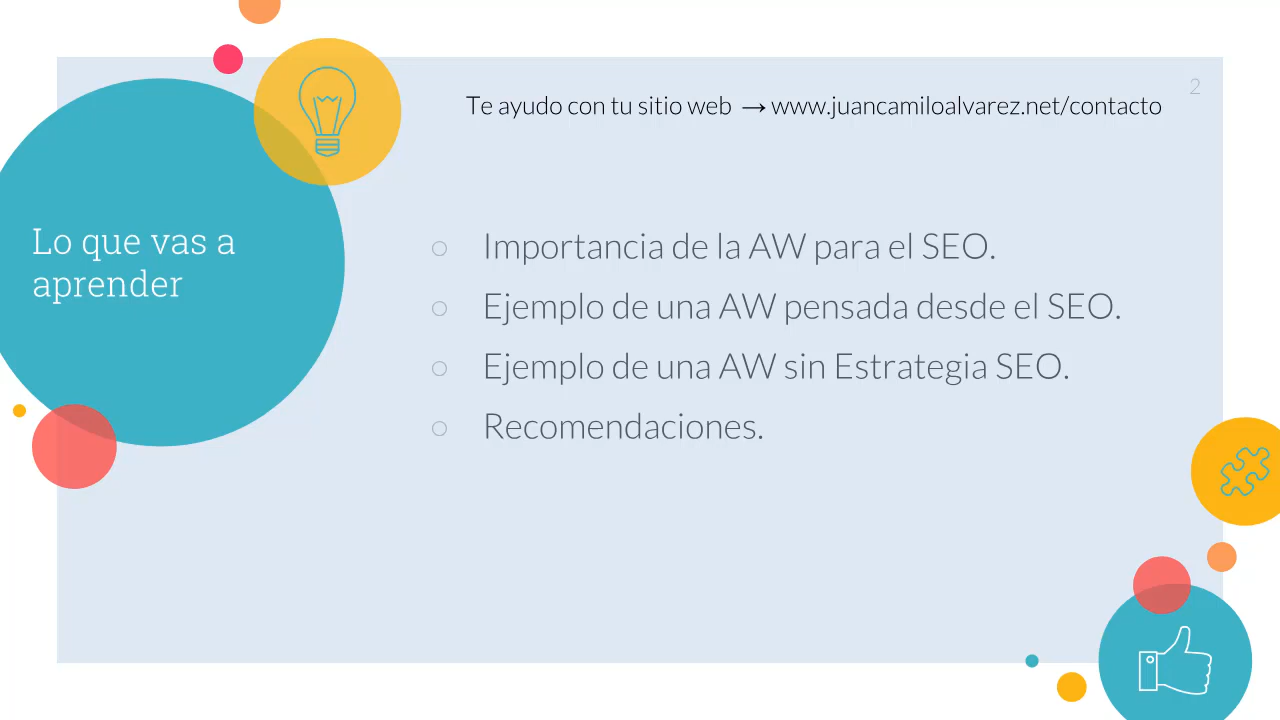 2
Te ayudo con tu sitio web → www.juancamiloalvarez.net/contacto
Lo que vas a
aprender
○ Importancia de la AW para el SEO.
○ Ejemplo de una AW pensada desde el SEO.
○ Ejemplo de una AW sin Estrategia SEO.
○ Recomendaciones.